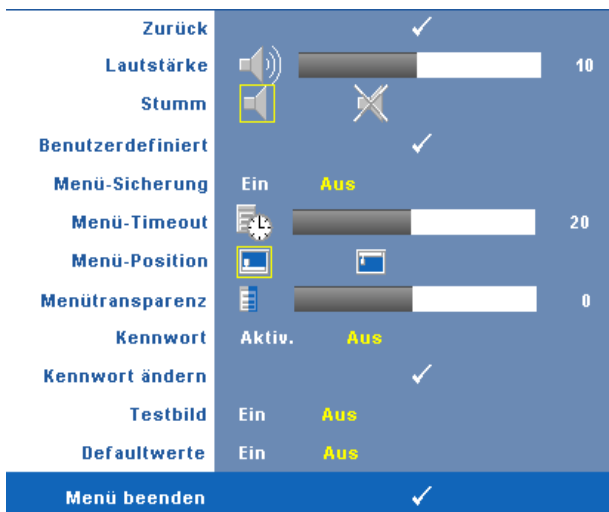 Zurück
Lautstärke 10
Stumm
Benutzerdefiniert
Menü-Sicherung Ein Aus
Menü-Timeout 20
Menü-Position
Menütransparenz 0
Kennwort Aktiv. Aus
Kennwort ändern
Testbild Ein Aus
Defaultwerte Ein Aus
Menü beenden